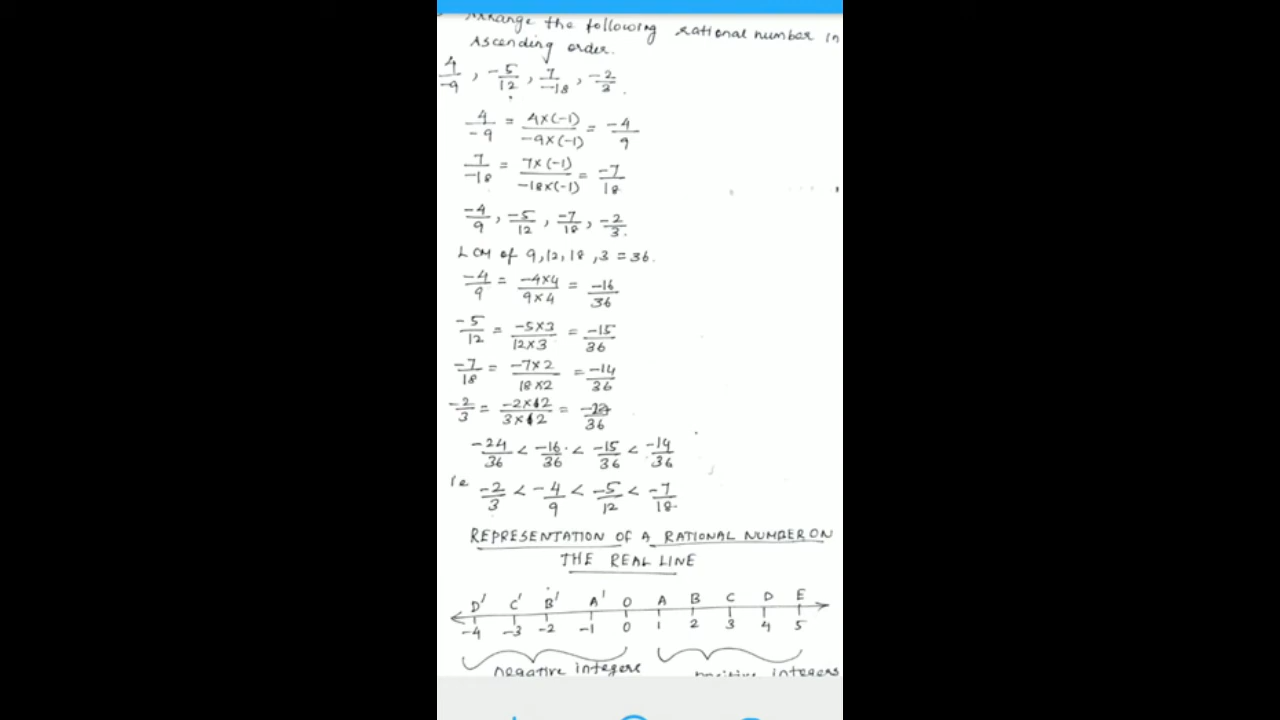 Arrange the following rational number in
Ascending order.
4/-9 , -5/12 , 7/-18 , -2/3 .
4/-9 = 4×(-1)/-9×(-1) = -4/9
7/-18 = 7×(-1)/-18×(-1) = -7/18
-4/9 , -5/12 , -7/18 , -2/3 .
LCM of 9, 12, 18 , 3 = 36.
-4/9 = -4×4/9×4 = -16/36
-5/12 = -5×3/12×3 = -15/36
-7/18 = -7×2/18×2 = -14/36
-2/3 = -2×12/3×12 = -24/36
-24/36 < -16/36 < -15/36 < -14/36
ie -2/3 < -4/9 < -5/12 < -7/18.
REPRESENTATION OF A RATIONAL NUMBER ON
THE REAL LINE
D' C' B' A' O A B C D E
-4 -3 -2 -1 0 1 2 3 4 5
negative integers positive integers